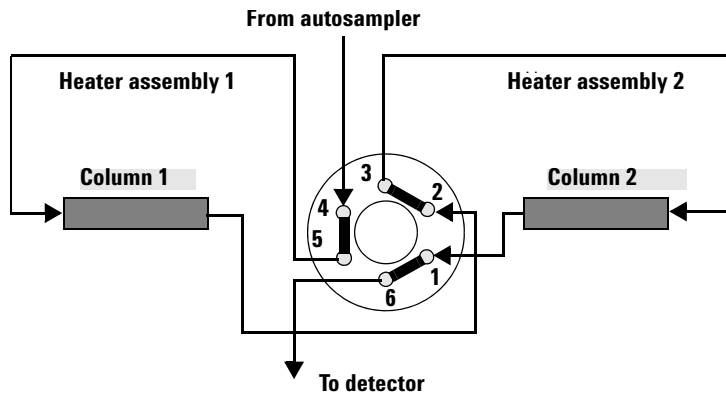 From autosampler
Heater assembly 1
Heater assembly 2
Column 1
3
2
Column 2
4
5
1
6
To detector